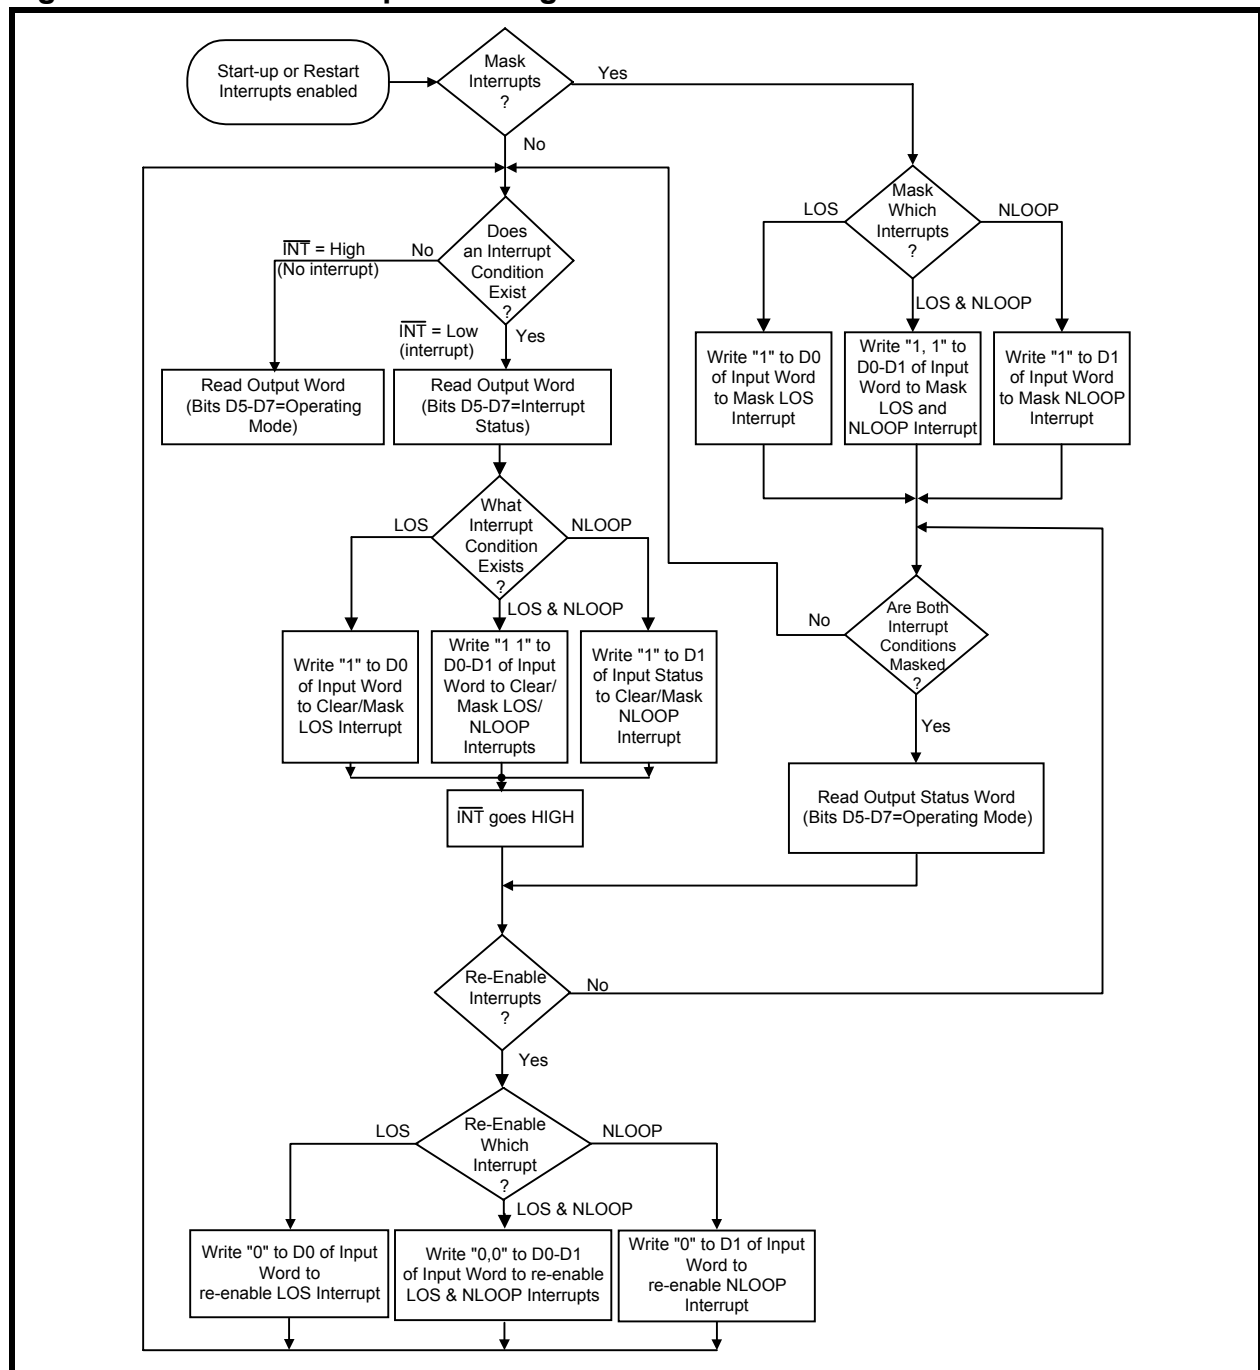 Start-up or Restart
Interrupts enabled
Mask
Interrupts
?
Yes
No
Mask
Which
Interrupts
?
LOS
NLOOP
LOS & NLOOP
Does
an Interrupt
Condition
Exist
?
INT = High
(No interrupt)
No
INT = Low
(interrupt)
Yes
Write "1" to D0
of Input Word
to Mask LOS
Interrupt
Write "1, 1" to
D0-D1 of Input
Word to Mask
LOS and
NLOOP Interrupt
Write "1" to D1
of Input Word
to Mask NLOOP
Interrupt
Read Output Word
(Bits D5-D7=Operating
Mode)
Read Output Word
(Bits D5-D7=Interrupt
Status)
What
Interrupt
Condition
Exists
?
LOS
NLOOP
LOS & NLOOP
Are Both
Interrupt
Conditions
Masked
?
No
Yes
Write "1" to D0
of Input Word
to Clear/Mask
LOS Interrupt
Write "1 1" to
D0-D1 of Input
Word to Clear/
Mask LOS/
NLOOP
Interrupts
Write "1" to D1
of Input Status
to Clear/Mask
NLOOP
Interrupt
INT goes HIGH
Read Output Status Word
(Bits D5-D7=Operating Mode)
Re-Enable
Interrupts
?
No
Yes
Re-Enable
Which
Interrupt
?
LOS
NLOOP
LOS & NLOOP
Write "0" to D0 of Input
Word to
re-enable LOS Interrupt
Write "0,0" to D0-D1
of Input Word to re-enable
LOS & NLOOP Interrupts
Write "0" to D1 of Input
Word to
re-enable NLOOP
Interrupt